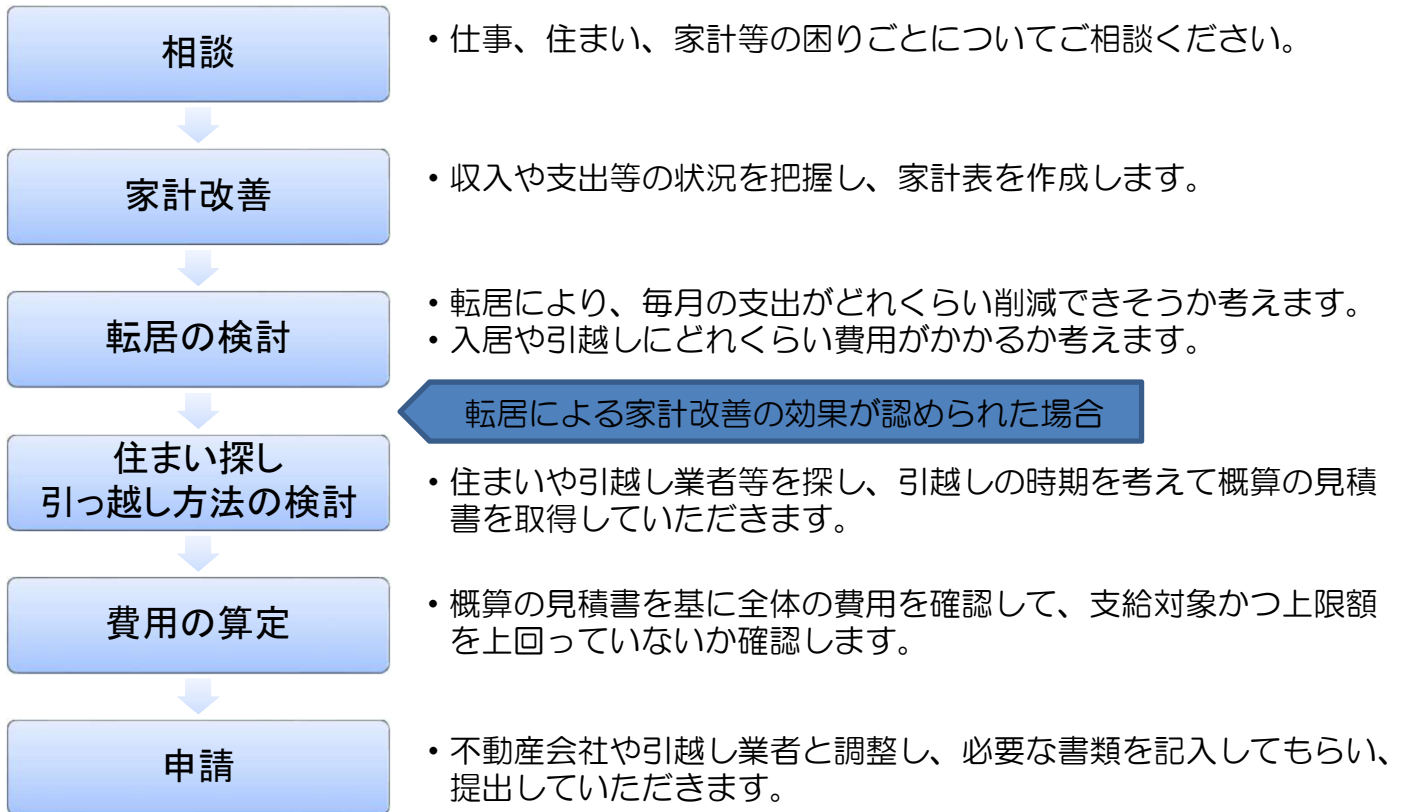 相談
・仕事、住まい、家計等の困りごとについてご相談ください。
家計改善
・収入や支出等の状況を把握し、家計表を作成します。
転居の検討
・転居により、毎月の支出がどれくらい削減できそうか考えます。
・入居や引越しにどれくらい費用がかかるか考えます。
転居による家計改善の効果が認められた場合
住まい探し
引っ越し方法の検討
・住まいや引越し業者等を探し、引越しの時期を考えて概算の見積
書を取得していただきます。
費用の算定
・概算の見積書を基に全体の費用を確認して、支給対象かつ上限額
を上回っていないか確認します。
申請
・不動産会社や引越し業者と調整し、必要な書類を記入してもらい、
提出していただきます。